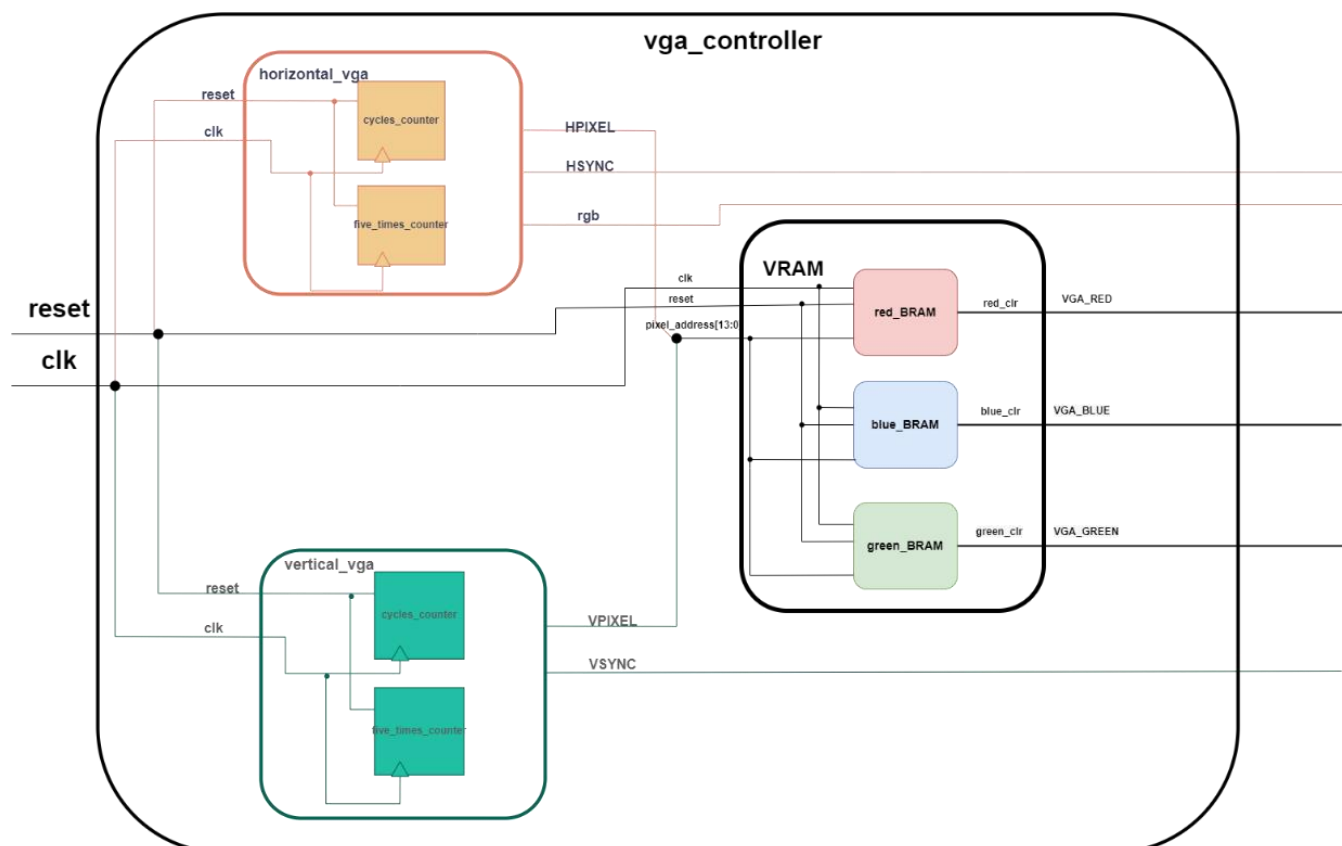 vga_controller
horizontal_vga
reset
cycles_counter
clk
five_times_counter
HPIXEL
HSYNC
rgb
reset
clk
VRAM
clk
reset
pixel_address[13:0
red_BRAM
red_clr
VGA_RED
blue_BRAM
blue_clr
VGA_BLUE
green_BRAM
green_clr
VGA_GREEN
vertical_vga
reset
cycles_counter
clk
five_times_counter
VPIXEL
VSYNC